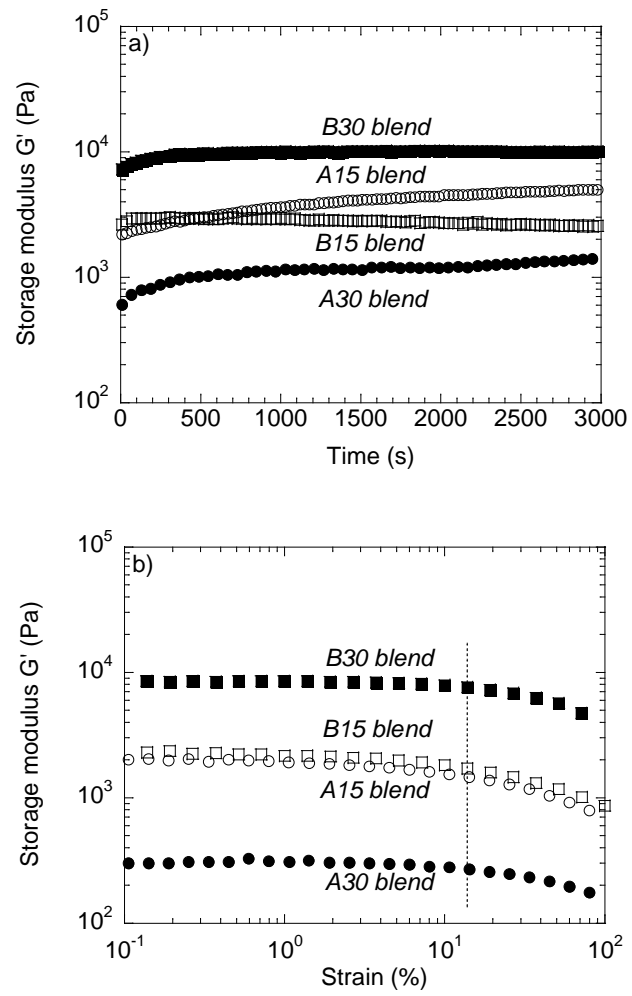 10^5
a)
B30 blend
10^4
A15 blend
B15 blend
10^3
A30 blend
10^2
0 500 1000 1500 2000 2500 3000
Storage modulus G' (Pa)
Time (s)
10^5
b)
B30 blend
10^4
B15 blend
A15 blend
10^3
A30 blend
10^2
10^-1 10^0 10^1 10^2
Storage modulus G' (Pa)
Strain (%)